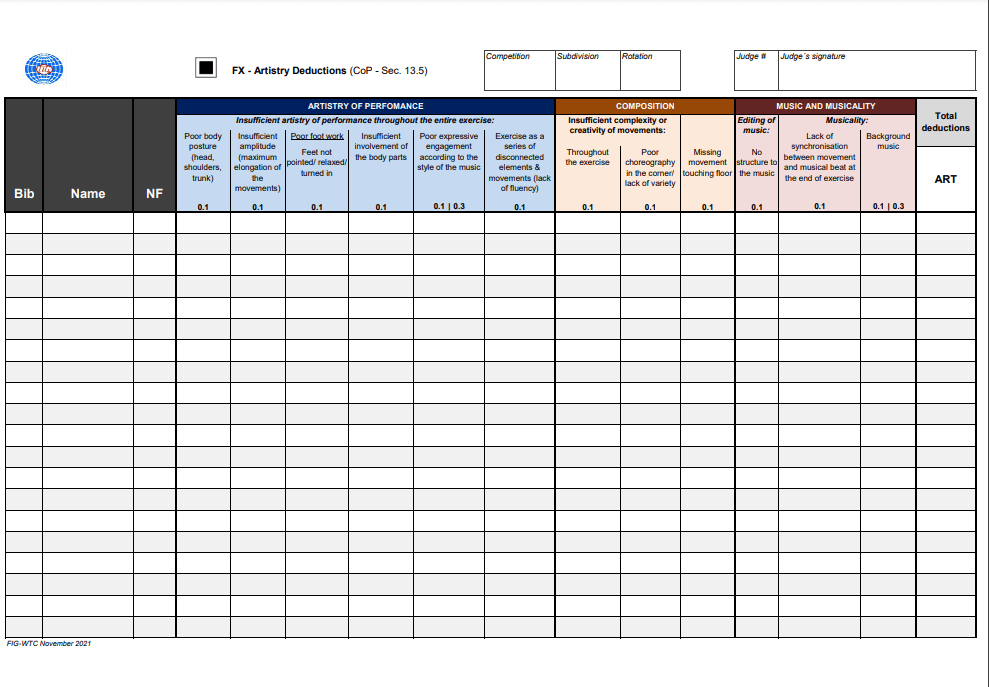 Competition Subdivision Rotation Judge # Judge´s signature
FX - Artistry Deductions (CoP - Sec. 13.5)
Bib
Name
NF
ARTISTRY OF PERFOMANCE
Insufficient artistry of performance throughout the entire exercise:
Poor body
posture
(head,
shoulders,
trunk)
0.1
Insufficient
amplitude
(maximum
elongation of
the
movements)
0.1
Poor foot work
Feet not
pointed/ relaxed/
turned in
0.1
Insufficient
involvement of
the body parts
0.1
Poor expressive
engagement
according to the
style of the music
0.1 | 0.3
Exercise as a
series of
disconnected
elements &
movements (lack
of fluency)
0.1
COMPOSITION
Insufficient complexity or
creativity of movements:
Throughout
the exercise
0.1
Poor
choreography
in the corner/
lack of variety
0.1
Missing
movement
touching floor
0.1
MUSIC AND MUSICALITY
Editing of
music:
No
structure to
the music
0.1
Musicality:
Lack of
synchronisation
between movement
and musical beat at
the end of exercise
0.1
Background
music
0.1 | 0.3
Total
deductions
ART
FIG-WTC November 2021